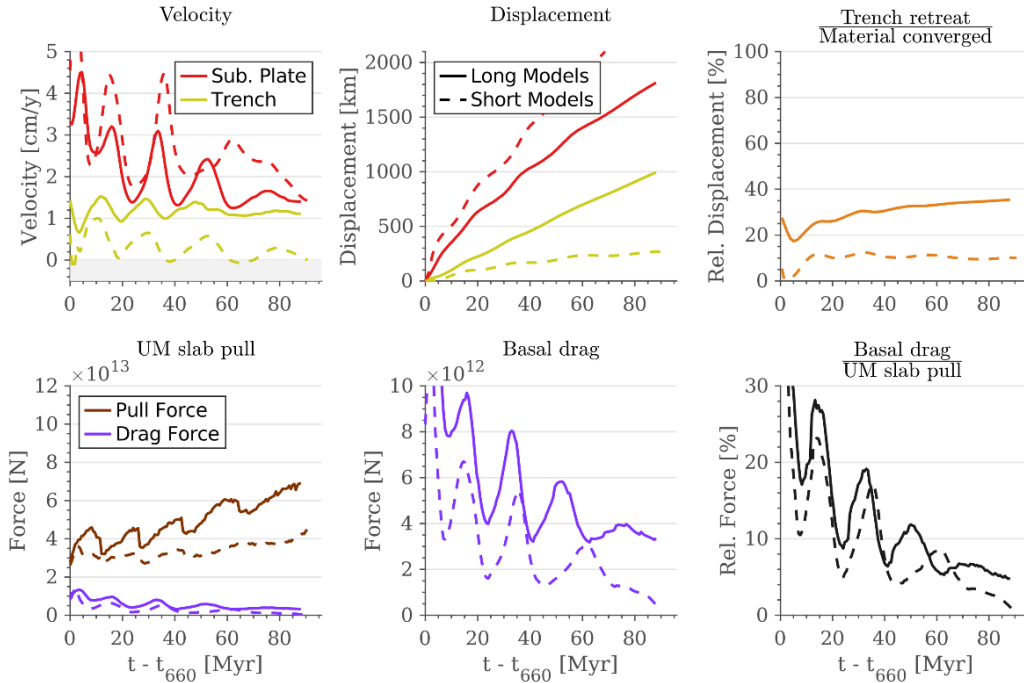 Velocity
Displacement
Trench retreat
Material converged
Velocity [cm/y]
5
4
3
2
1
0
0 20 40 60 80
Sub. Plate
Trench
Displacement [km]
2000
1500
1000
500
0
0 20 40 60 80
Long Models
Short Models
Rel. Displacement [%]
100
80
60
40
20
0
0 20 40 60 80
UM slab pull
Basal drag
Basal drag
UM slab pull
×10^13
Force [N]
12
10
8
6
4
2
0
0 20 40 60 80
t - t_660 [Myr]
Pull Force
Drag Force
×10^12
Force [N]
10
8
6
4
2
0
0 20 40 60 80
t - t_660 [Myr]
Rel. Force [%]
30
20
10
0
0 20 40 60 80
t - t_660 [Myr]